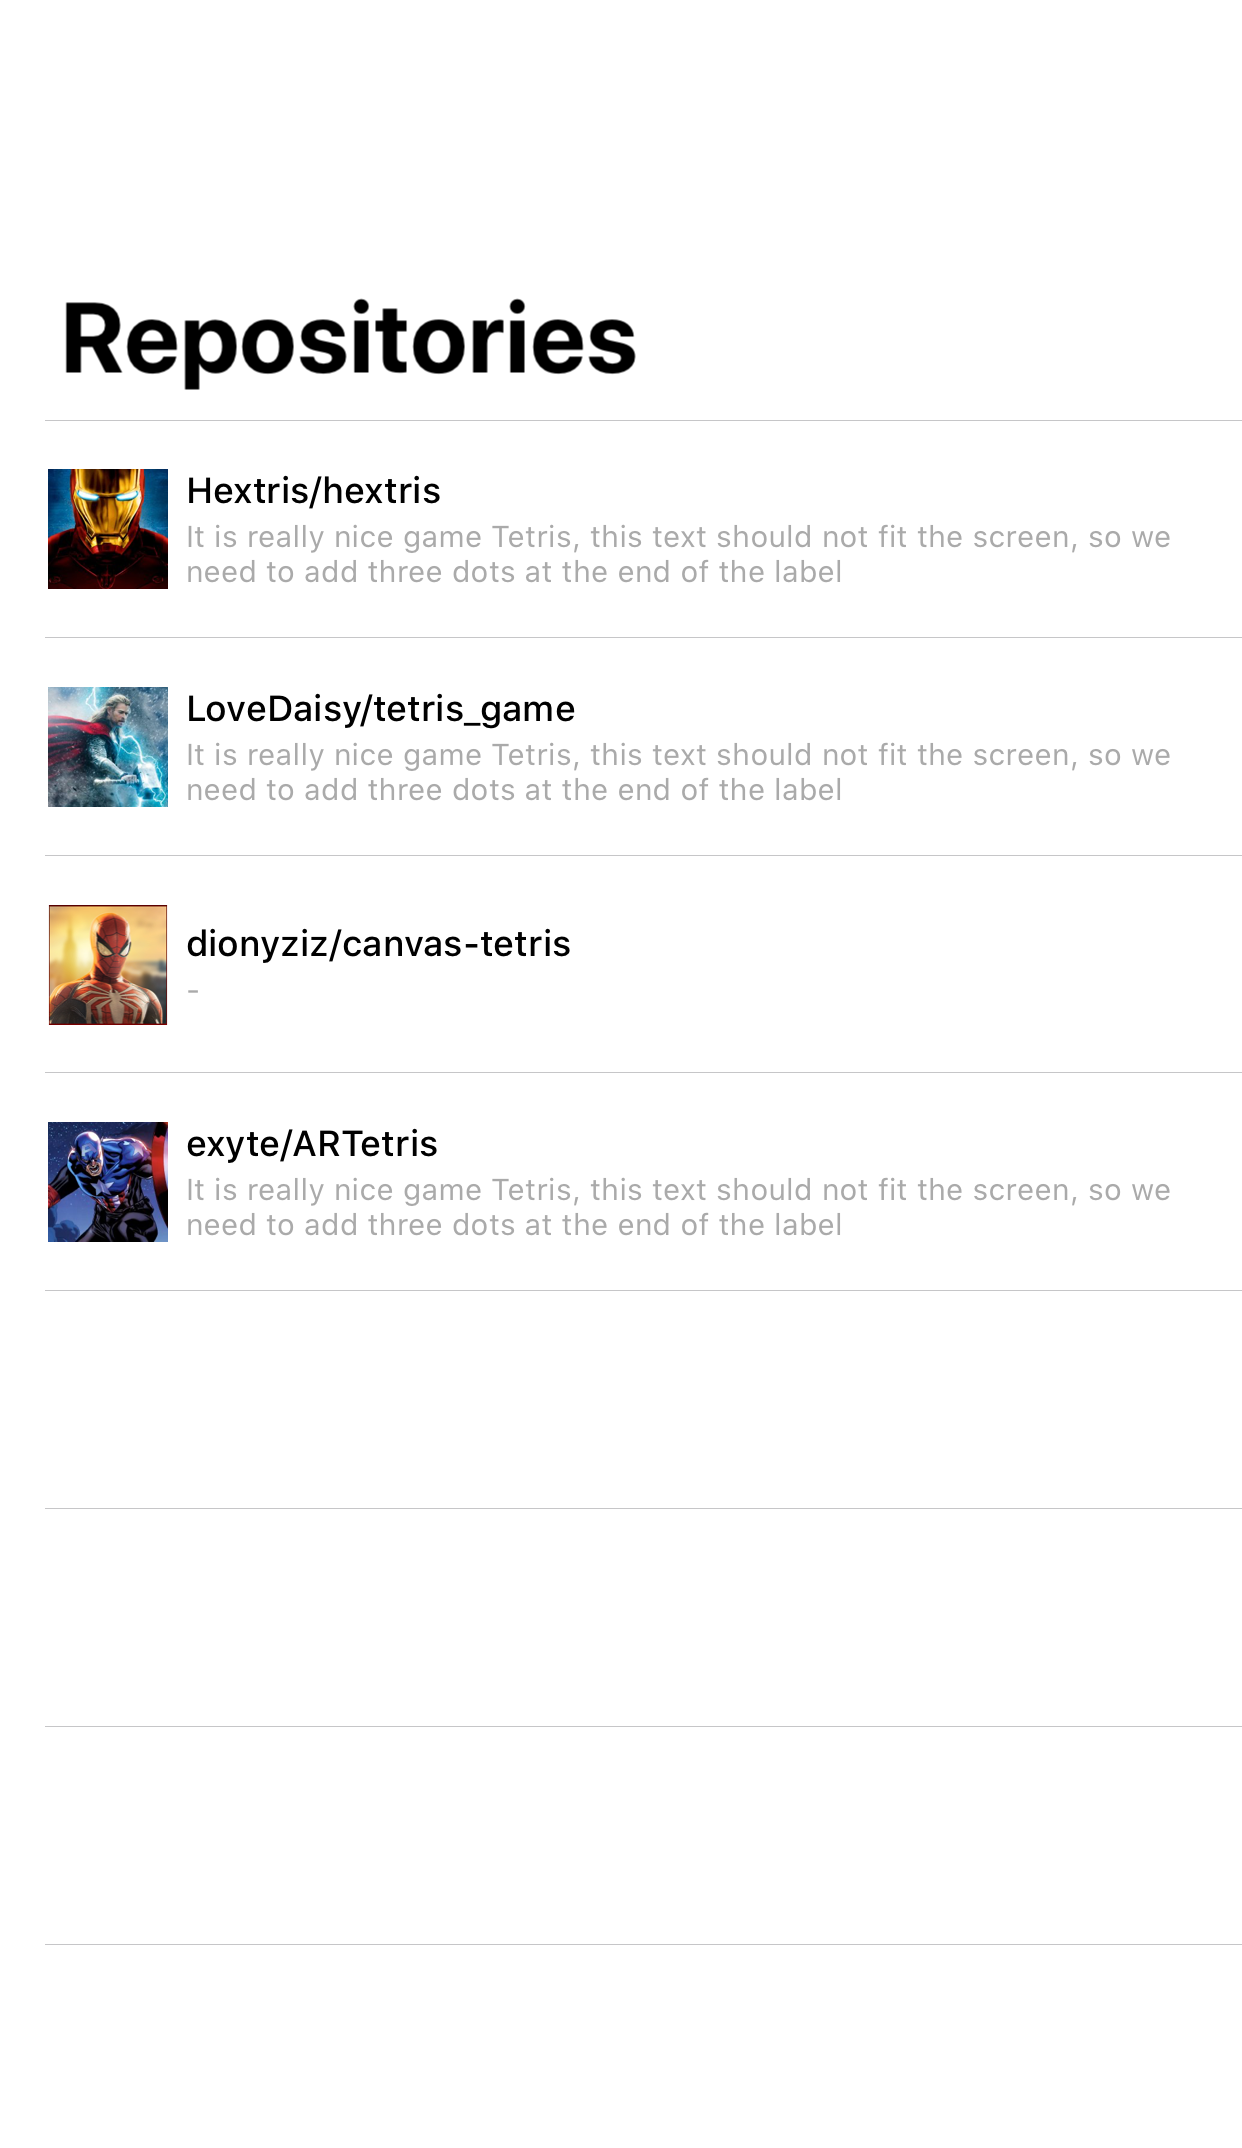 Repositories
Hextris/hextris
It is really nice game Tetris, this text should not fit the screen, so we
need to add three dots at the end of the label
LoveDaisy/tetris_game
It is really nice game Tetris, this text should not fit the screen, so we
need to add three dots at the end of the label
dionyziz/canvas-tetris
-
exyte/ARTetris
It is really nice game Tetris, this text should not fit the screen, so we
need to add three dots at the end of the label